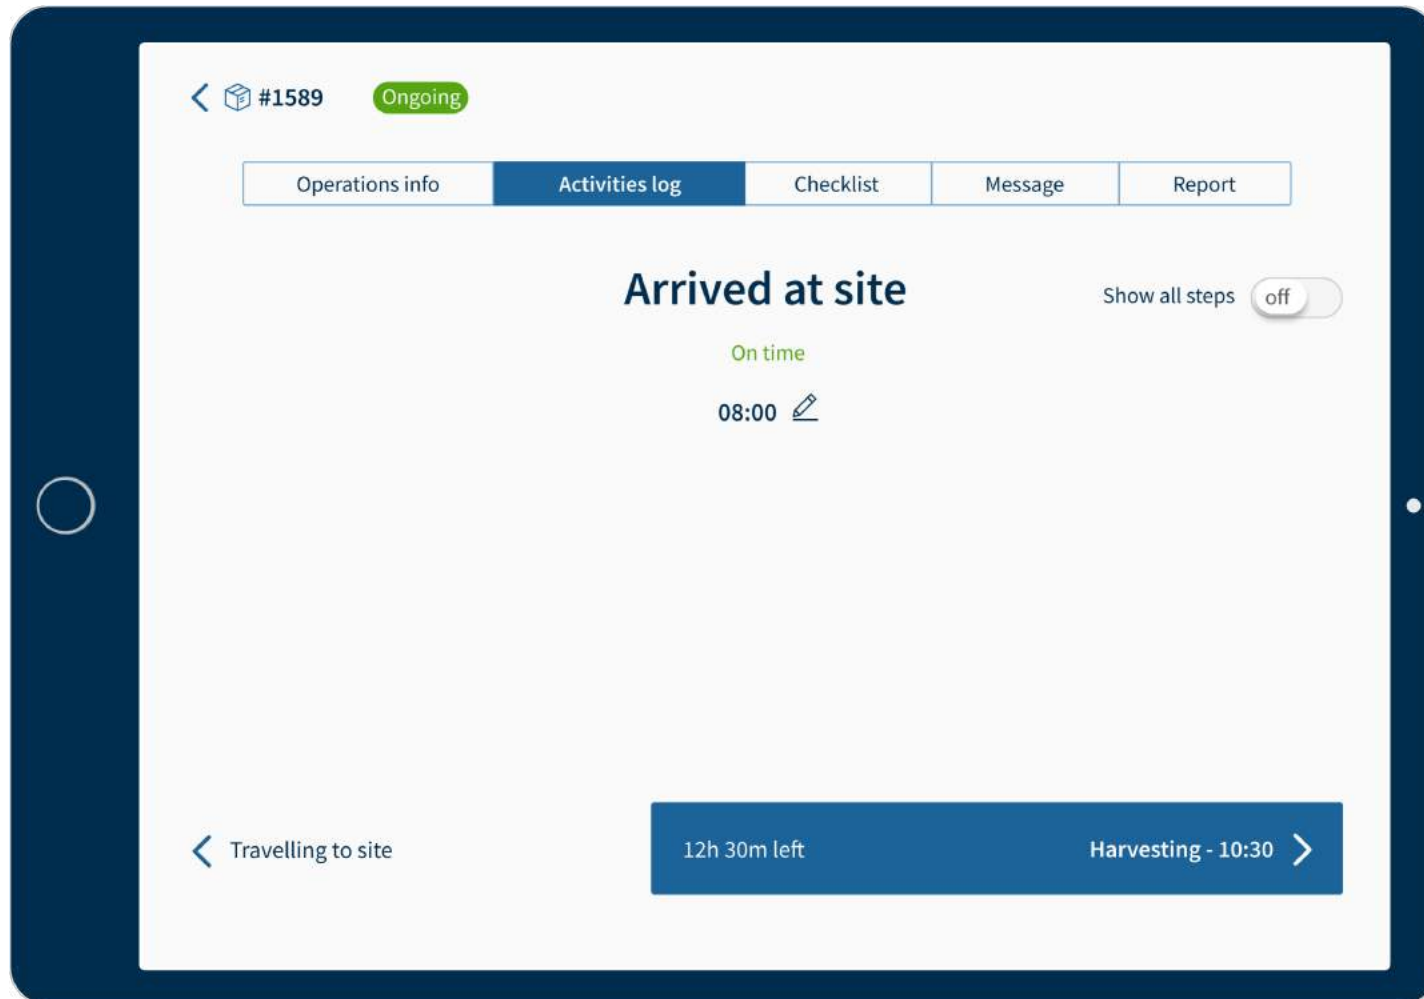 #1589 Ongoing
Operations info Activities log Checklist Message Report
Arrived at site
Show all steps off
On time
08:00
Travelling to site
12h 30m left Harvesting - 10:30